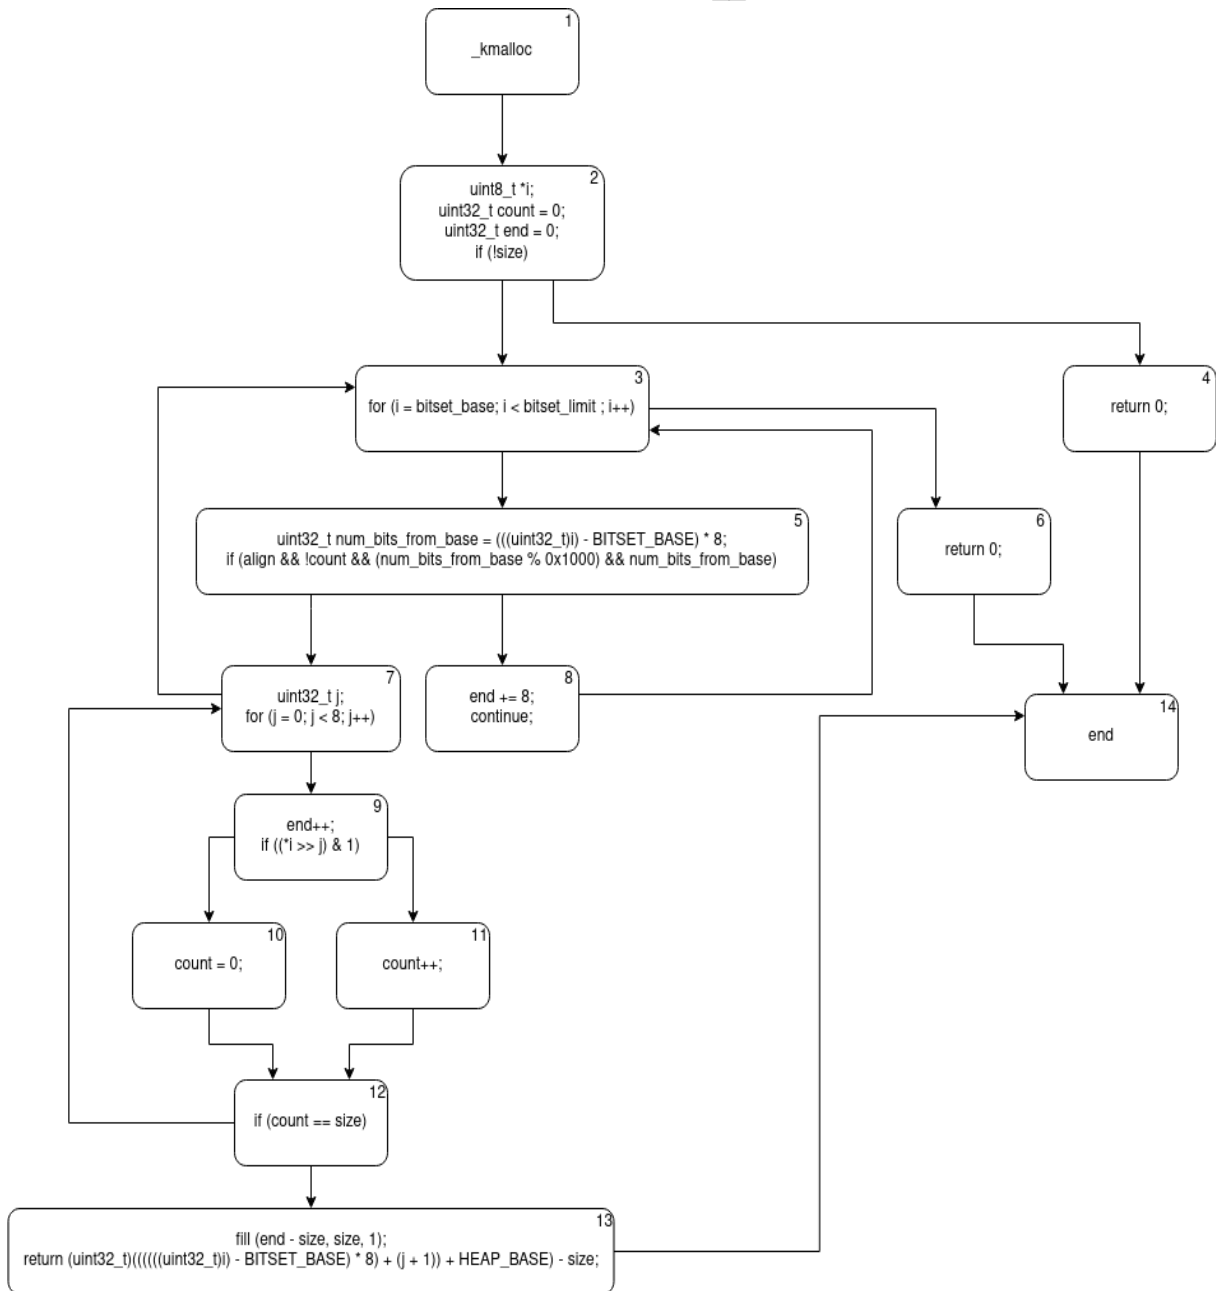 1
_kmalloc
2
uint8_t *i;
uint32_t count = 0;
uint32_t end = 0;
if (!size)
3
for (i = bitset_base; i < bitset_limit ; i++)
4
return 0;
5
uint32_t num_bits_from_base = (((uint32_t)i) - BITSET_BASE) * 8;
if (align && !count && (num_bits_from_base % 0x1000) && num_bits_from_base)
6
return 0;
7
uint32_t j;
for (j = 0; j < 8; j++)
8
end += 8;
continue;
14
end
9
end++;
if ((*i >> j) & 1)
10
count = 0;
11
count++;
12
if (count == size)
13
fill (end - size, size, 1);
return (uint32_t)((((((uint32_t)i) - BITSET_BASE) * 8) + (j + 1)) + HEAP_BASE) - size;